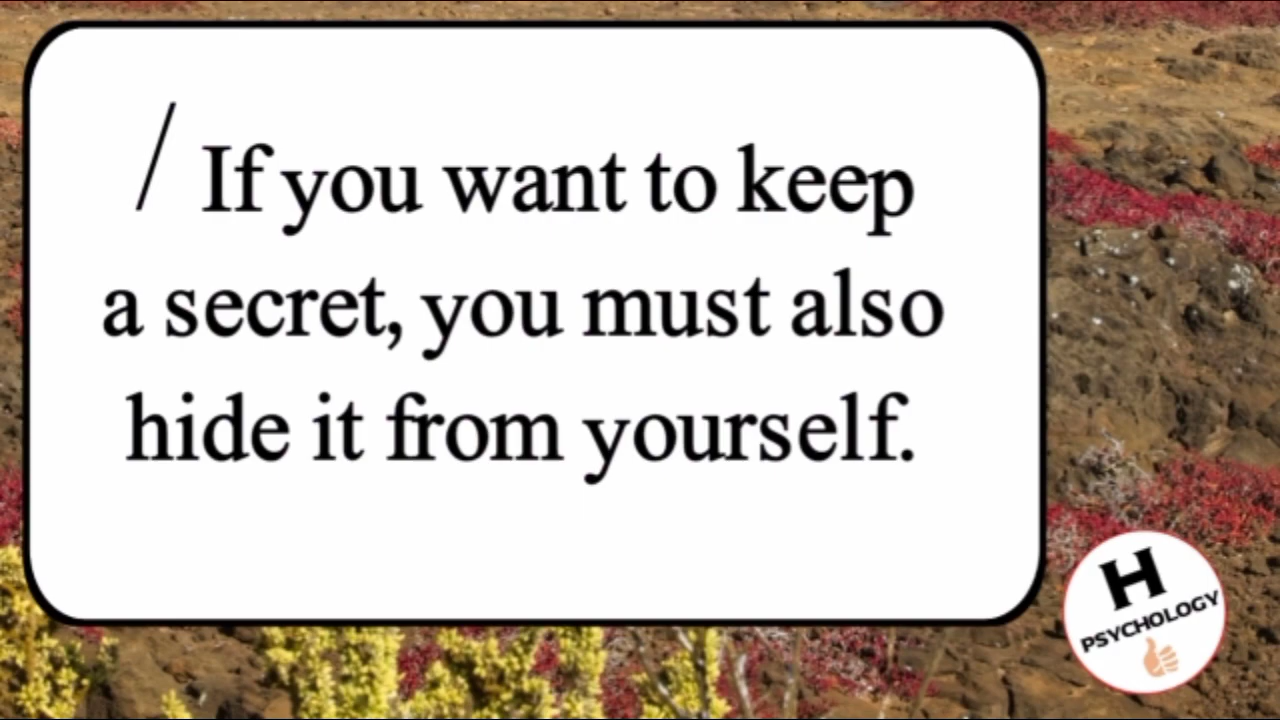 / If you want to keep
a secret, you must also
hide it from yourself.
H
PSYCHOLOGY